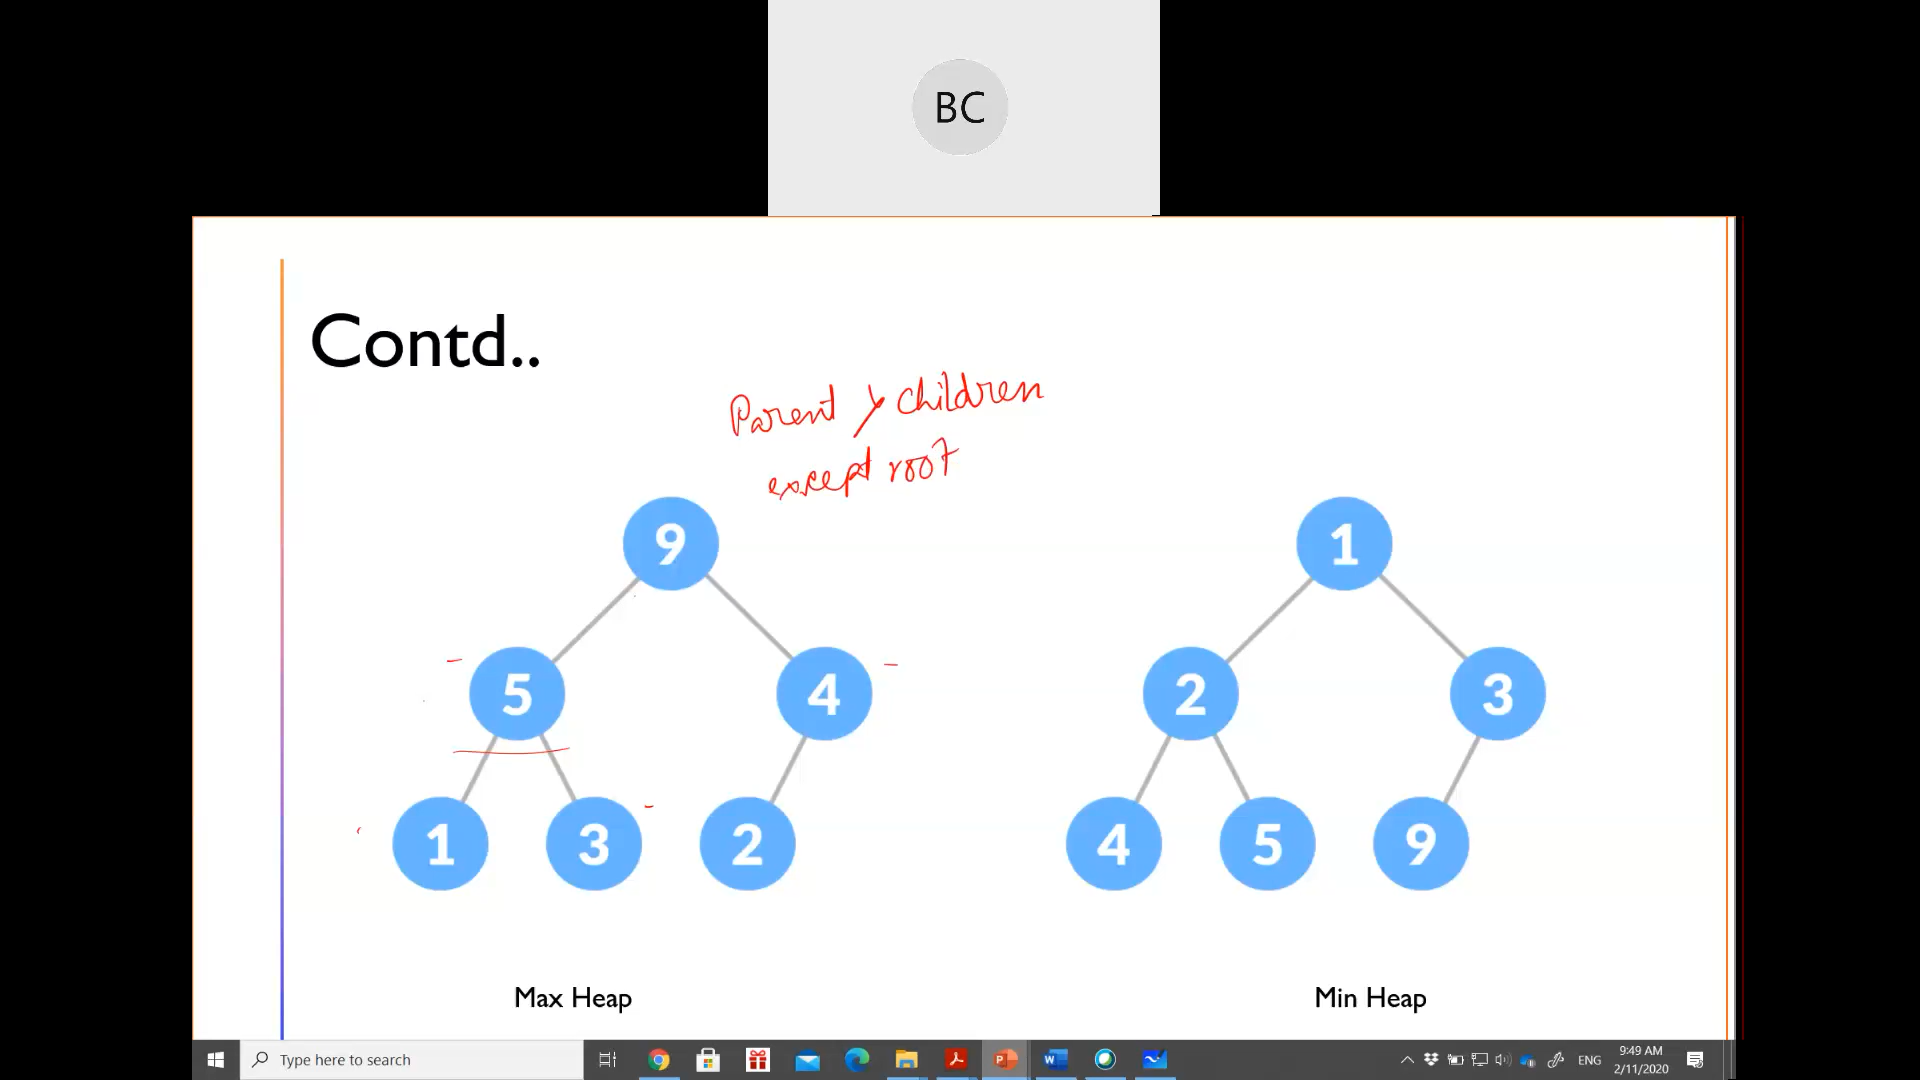 BC
Contd..
Parent > children
except root
9
1
5
4
2
3
1
3
2
4
5
9
Max Heap
Min Heap
Type here to search
ENG
9:49 AM
2/11/2020